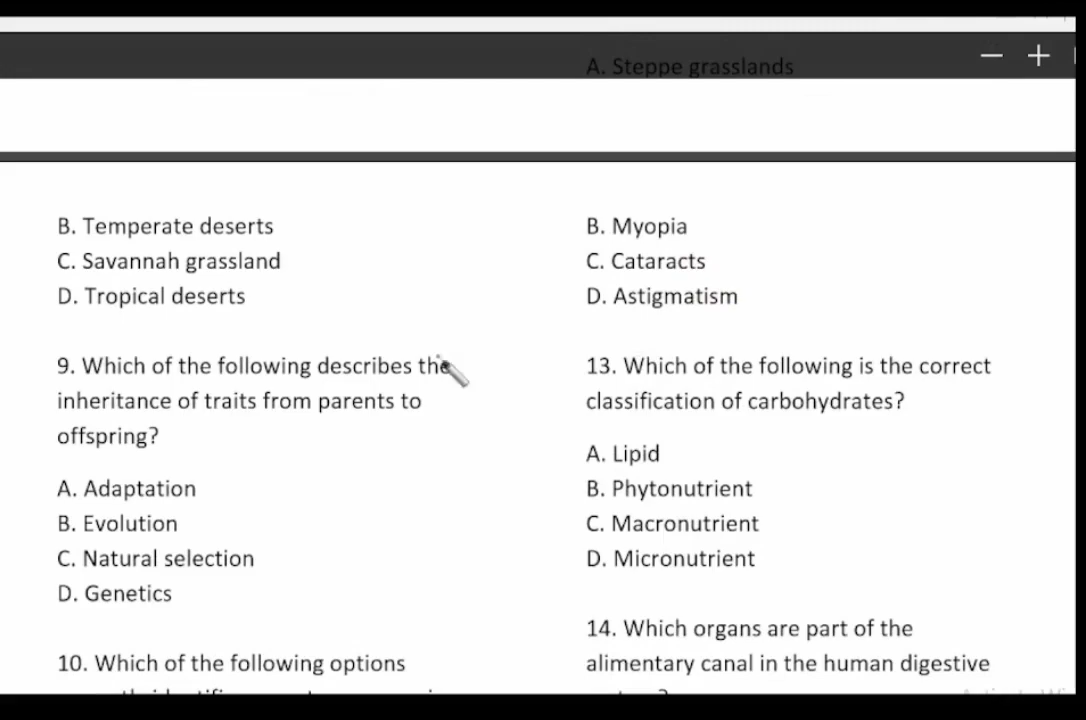 A. Steppe grasslands
B. Temperate deserts
C. Savannah grassland
D. Tropical deserts
9. Which of the following describes the
inheritance of traits from parents to
offspring?
A. Adaptation
B. Evolution
C. Natural selection
D. Genetics
10. Which of the following options
B. Myopia
C. Cataracts
D. Astigmatism
13. Which of the following is the correct
classification of carbohydrates?
A. Lipid
B. Phytonutrient
C. Macronutrient
D. Micronutrient
14. Which organs are part of the
alimentary canal in the human digestive